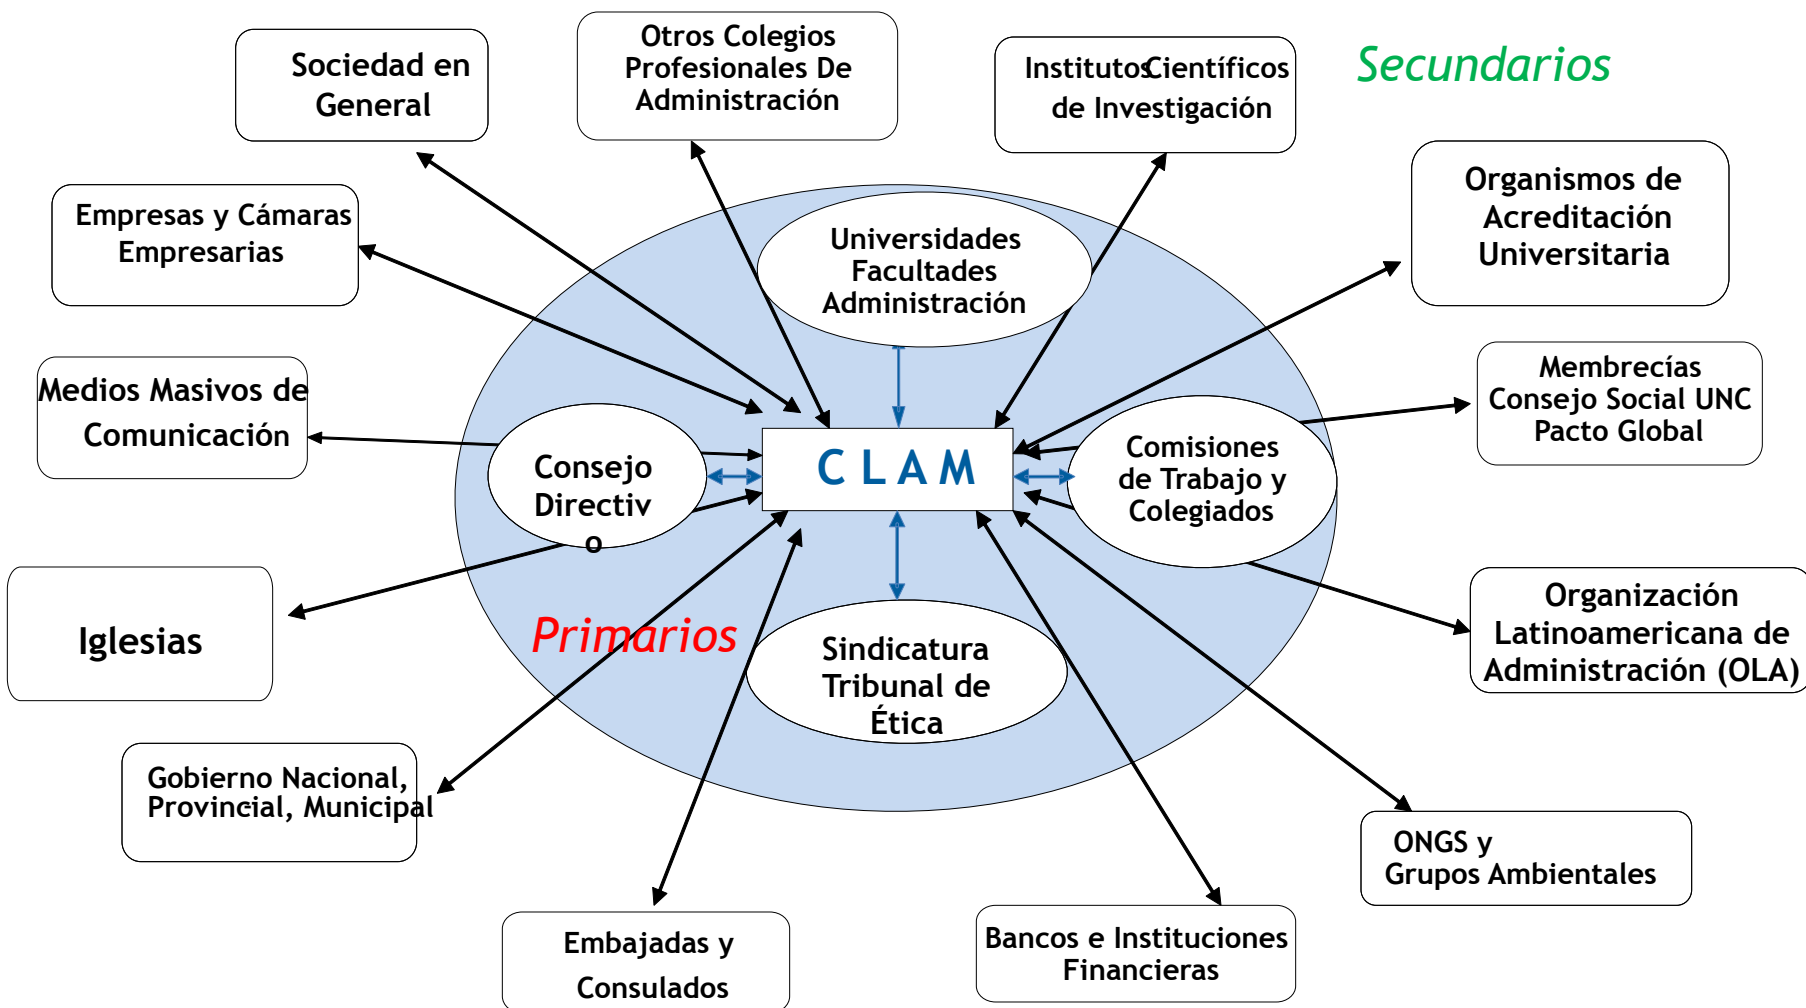 Sociedad en
General
Otros Colegios
Profesionales De
Administración
Institutos Científicos
de Investigación
Secundarios
Empresas y Cámaras
Empresarias
Universidades
Facultades
Administración
Organismos de
Acreditación
Universitaria
Medios Masivos de
Comunicación
Membrecías
Consejo Social UNC
Pacto Global
Consejo
Directiv
o
C L A M
Comisiones
de Trabajo y
Colegiados
Iglesias
Primarios
Sindicatura
Tribunal de
Ética
Organización
Latinoamericana de
Administración (OLA)
Gobierno Nacional,
Provincial, Municipal
ONGS y
Grupos Ambientales
Embajadas y
Consulados
Bancos e Instituciones
Financieras